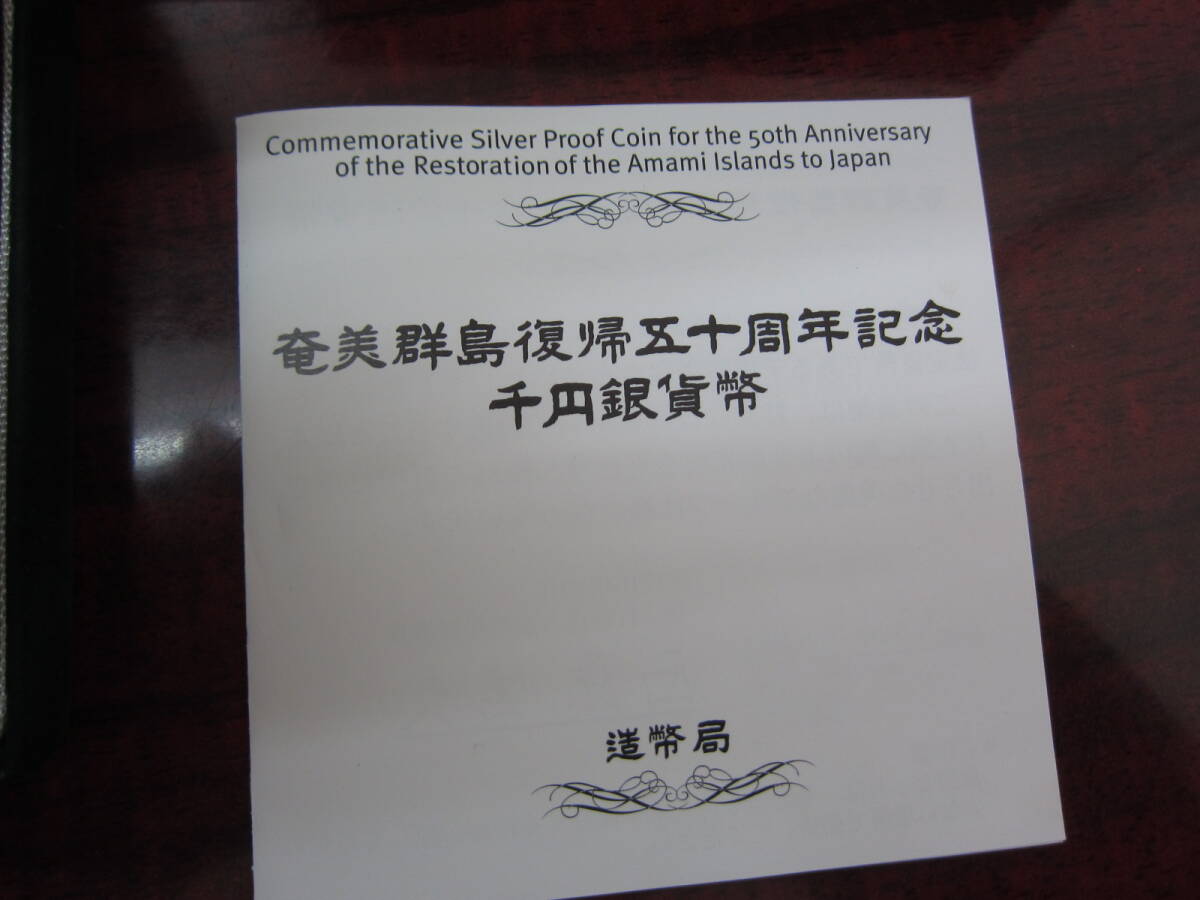 Commemorative Silver Proof Coin for the 50th Anniversary
of the Restoration of the Amami Islands to Japan
奄美群島復帰五十周年記念
千円銀貨幣
造幣局